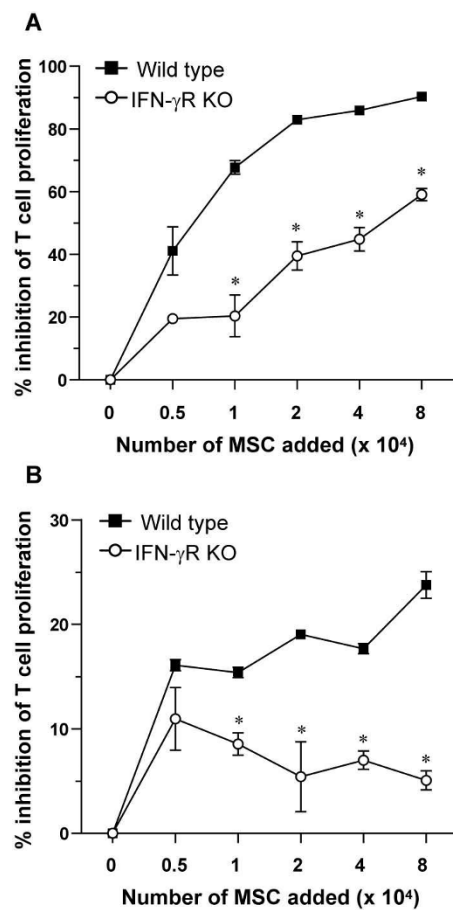 A
Wild type
IFN-γR KO
% inhibition of T cell proliferation
100
80
60
40
20
0
*
*
*
*
0 0.5 1 2 4 8
Number of MSC added (x 10⁴)
B
Wild type
IFN-γR KO
% inhibition of T cell proliferation
30
20
10
0
*
*
*
*
0 0.5 1 2 4 8
Number of MSC added (x 10⁴)